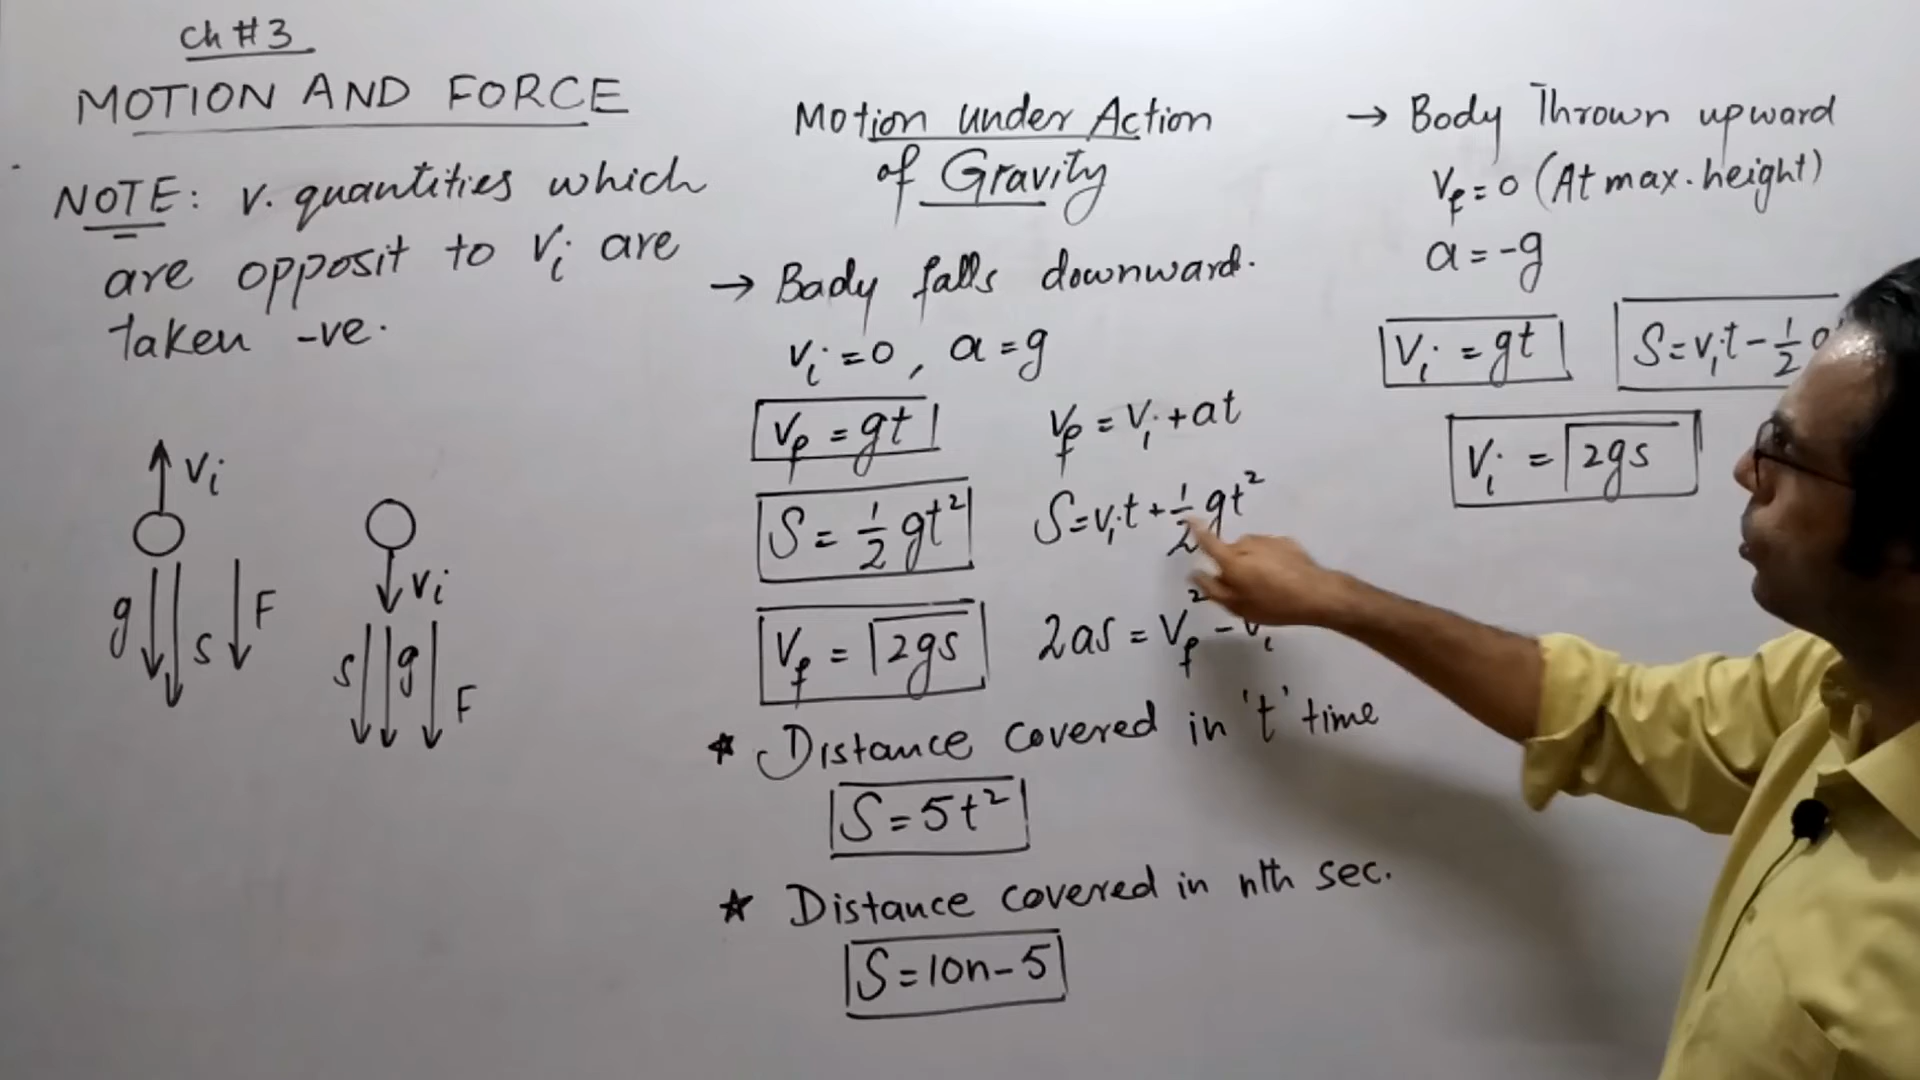 Ch # 3
MOTION AND FORCE
NOTE: v. quantities which
are opposit to Vi are
taken -ve.
Vi
g
S
F
Vi
S
g
F
Motion under Action
of Gravity
→ Bady falls downward.
Vi = 0, a = g
Vf = gt
Vf = Vi + at
S = 1/2 gt²
S = Vit + 1/2 gt²
Vf = √2gs
2as = Vf² - Vi
* Distance covered in 't' time
S = 5t²
★ Distance covered in nth sec.
S = 10n - 5
→ Body Thrown upward
Vf = 0 (At max. height)
a = -g
Vi = gt
S = Vit - 1/2
Vi = √2gs